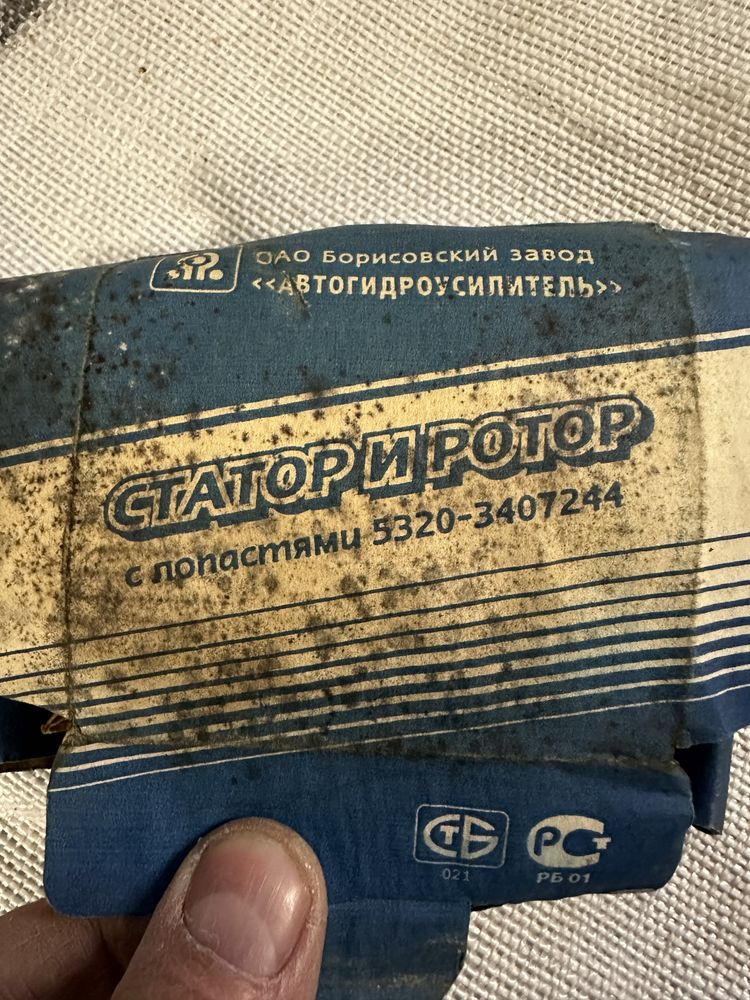 ОАО Борисовский завод
«АВТОГИДРОУСИЛИТЕЛЬ»
СТАТОР И РОТОР
с лопастями 5320-3407244
СТБ
021
РСТ
РБ 01